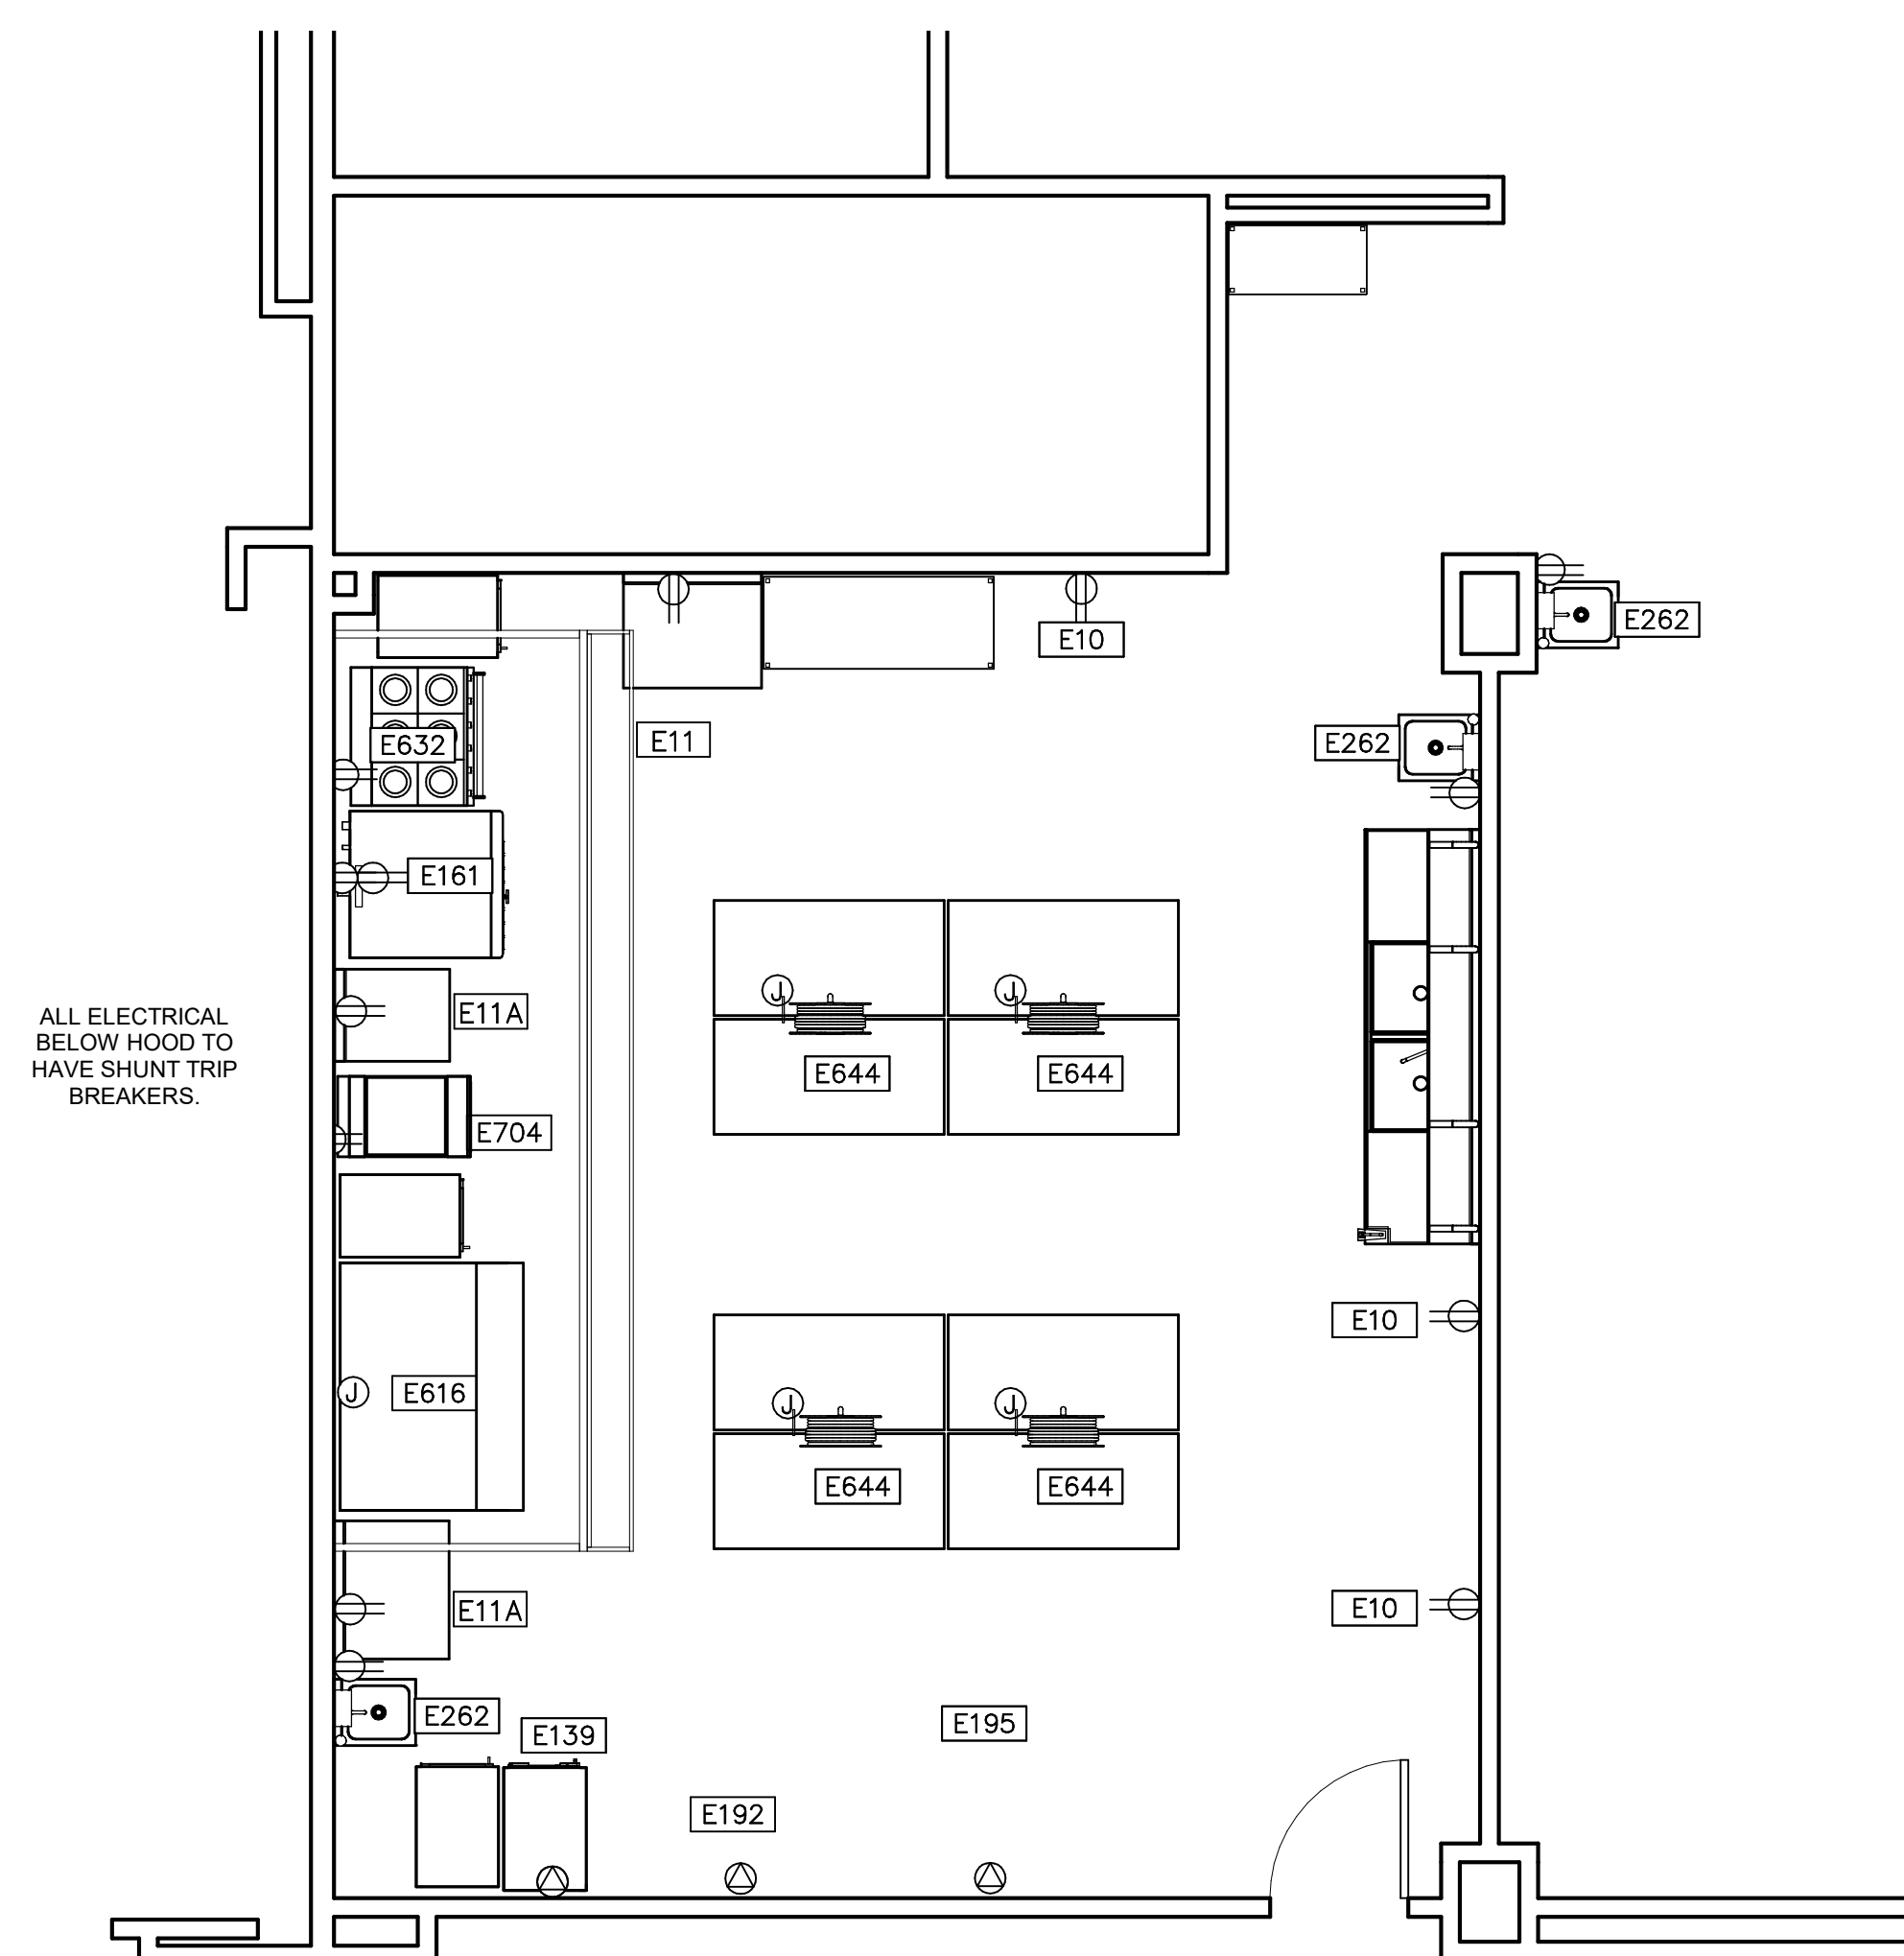 E10
E262
E632
E11
E262
E161
ALL ELECTRICAL
BELOW HOOD TO
HAVE SHUNT TRIP
BREAKERS.
E11A
J
J
E644
E644
E704
E10
J
E616
J
J
E644
E644
E11A
E10
E262
E139
E195
E192